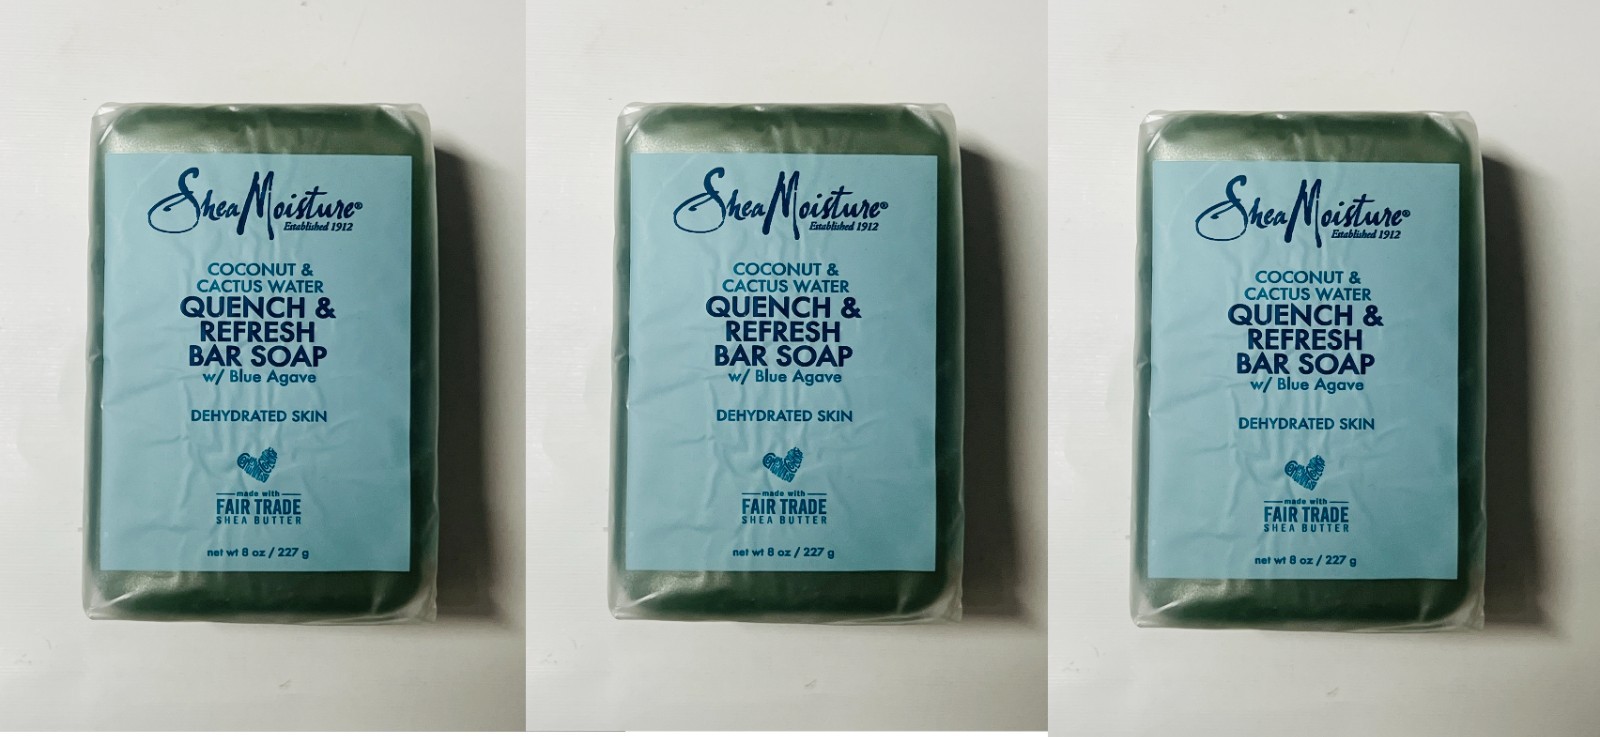 SheaMoisture®
Established 1912
COCONUT &
CACTUS WATER
QUENCH &
REFRESH
BAR SOAP
w/ Blue Agave
DEHYDRATED SKIN
made with
FAIR TRADE
SHEA BUTTER
net wt 8 oz / 227 g
SheaMoisture®
Established 1912
COCONUT &
CACTUS WATER
QUENCH &
REFRESH
BAR SOAP
w/ Blue Agave
DEHYDRATED SKIN
made with
FAIR TRADE
SHEA BUTTER
net wt 8 oz / 227 g
SheaMoisture®
Established 1912
COCONUT &
CACTUS WATER
QUENCH &
REFRESH
BAR SOAP
w/ Blue Agave
DEHYDRATED SKIN
made with
FAIR TRADE
SHEA BUTTER
net wt 8 oz / 227 g